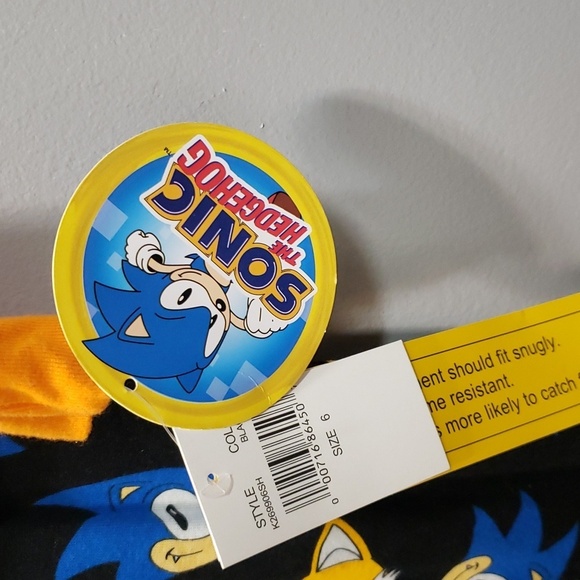 SONIC
THE
HEDGEHOG
TM
ent should fit snugly.
me resistant.
more likely to catch
STYLE:
K269906SH
COL
BLA
SIZE: 6
0 00716 86450